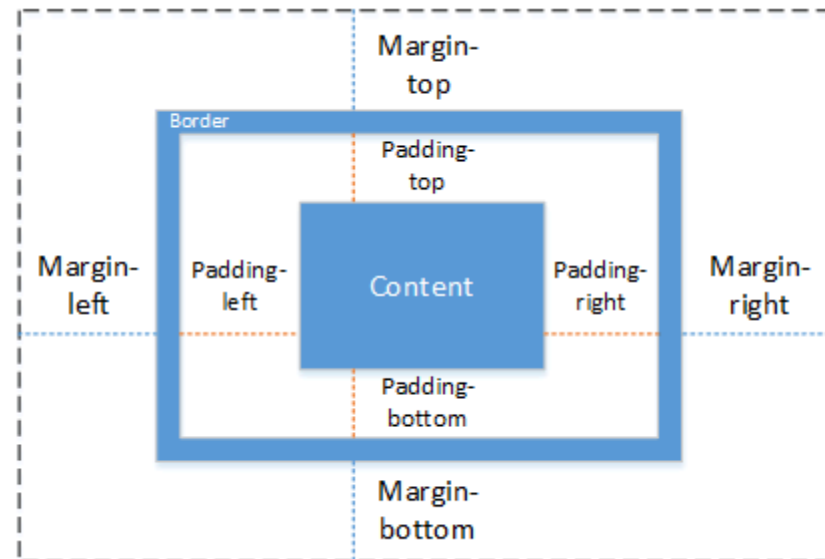 Margin-
top
Border
Padding-
top
Margin-
left
Padding-
left
Content
Padding-
right
Margin-
right
Padding-
bottom
Margin-
bottom